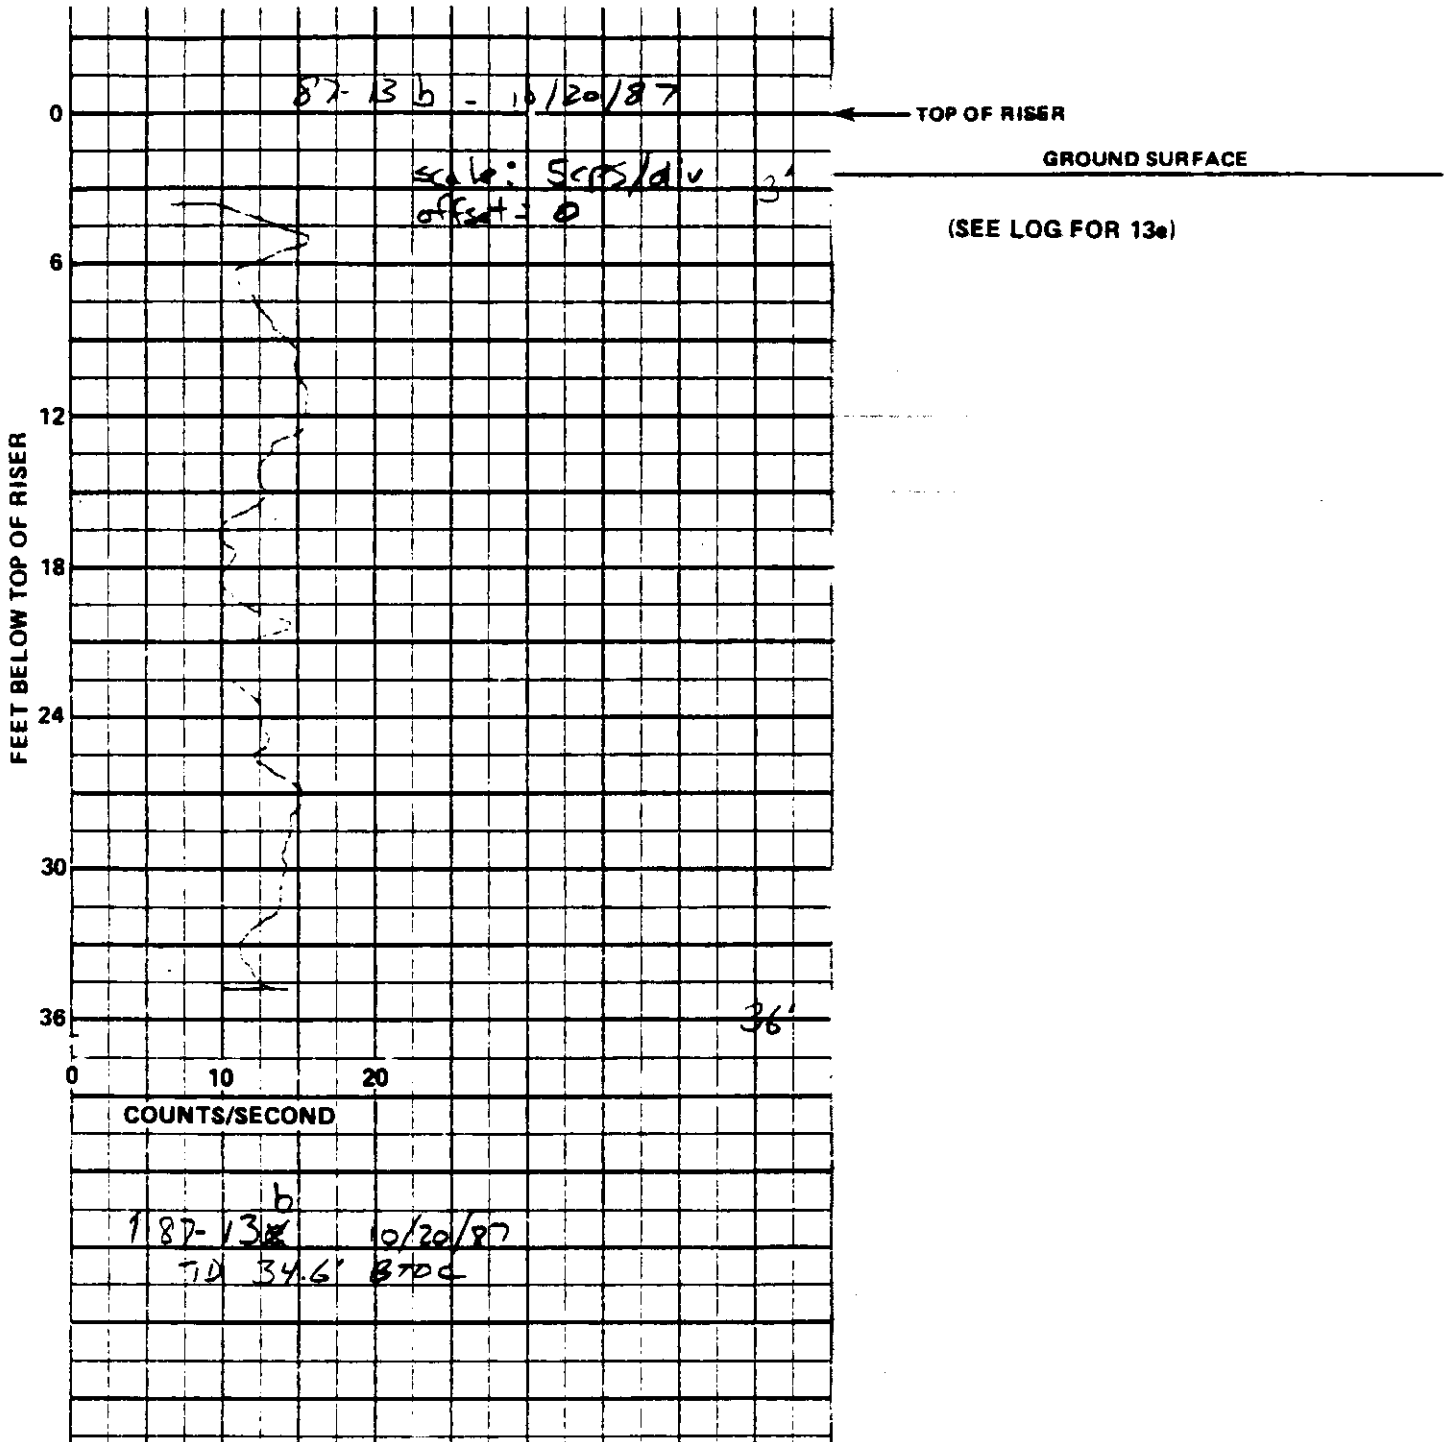 87-13b - 10/20/87
0
TOP OF RISER
GROUND SURFACE
scale: 5cps/div
3'
offset = 0
(SEE LOG FOR 13e)
6
12
18
24
30
36
36'
FEET BELOW TOP OF RISER
0 10 20
COUNTS/SECOND
b
87-13 10/20/87
TD 34.6' BTOC